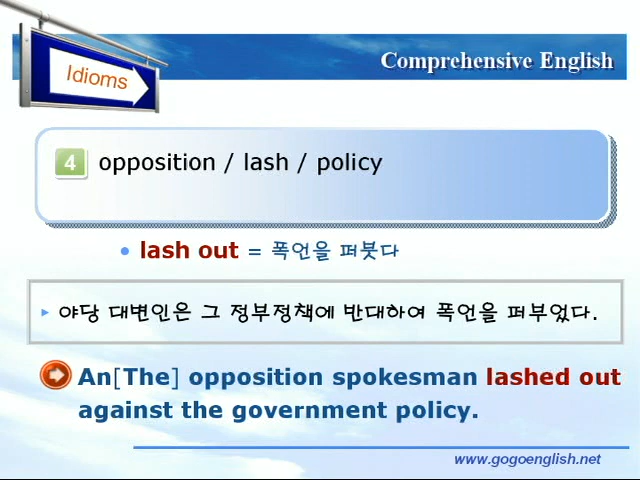 Idioms
Comprehensive English
4 opposition / lash / policy
• lash out = 폭언을 퍼붓다
▸ 야당 대변인은 그 정부정책에 반대하여 폭언을 퍼부었다.
An[The] opposition spokesman lashed out
against the government policy.
www.gogoenglish.net